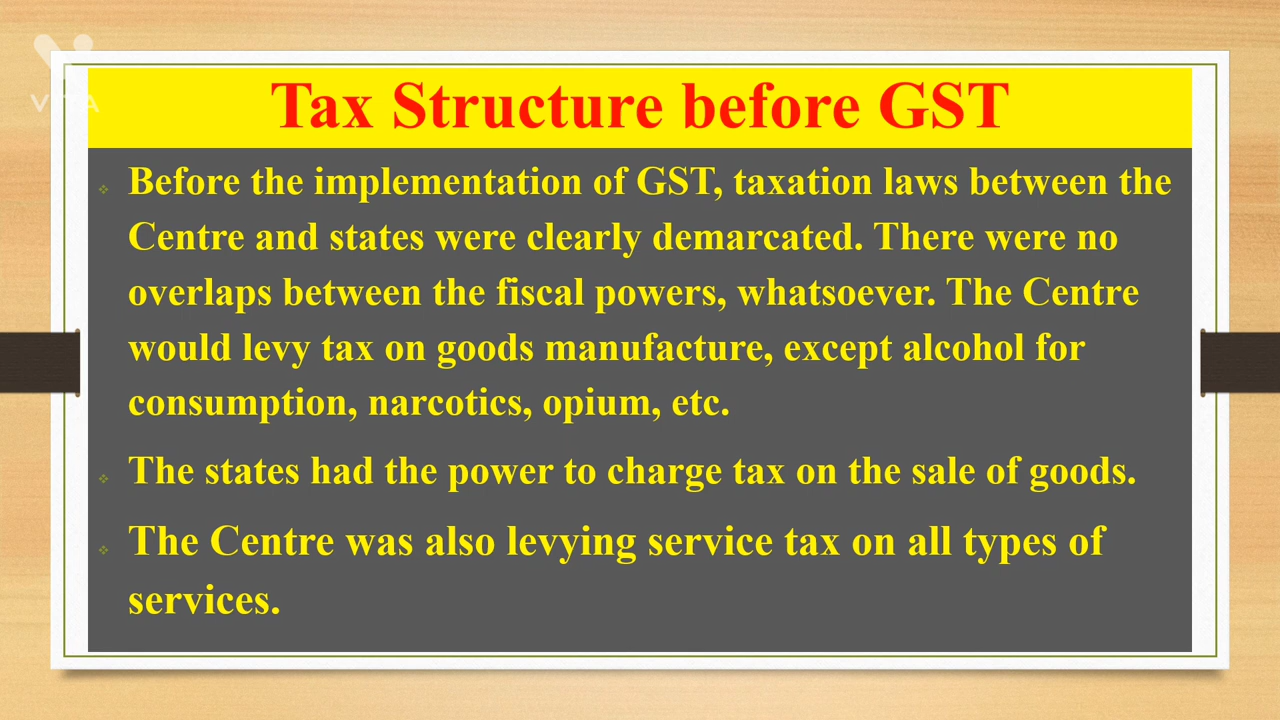 VITA
Tax Structure before GST
Before the implementation of GST, taxation laws between the
Centre and states were clearly demarcated. There were no
overlaps between the fiscal powers, whatsoever. The Centre
would levy tax on goods manufacture, except alcohol for
consumption, narcotics, opium, etc.
The states had the power to charge tax on the sale of goods.
The Centre was also levying service tax on all types of
services.